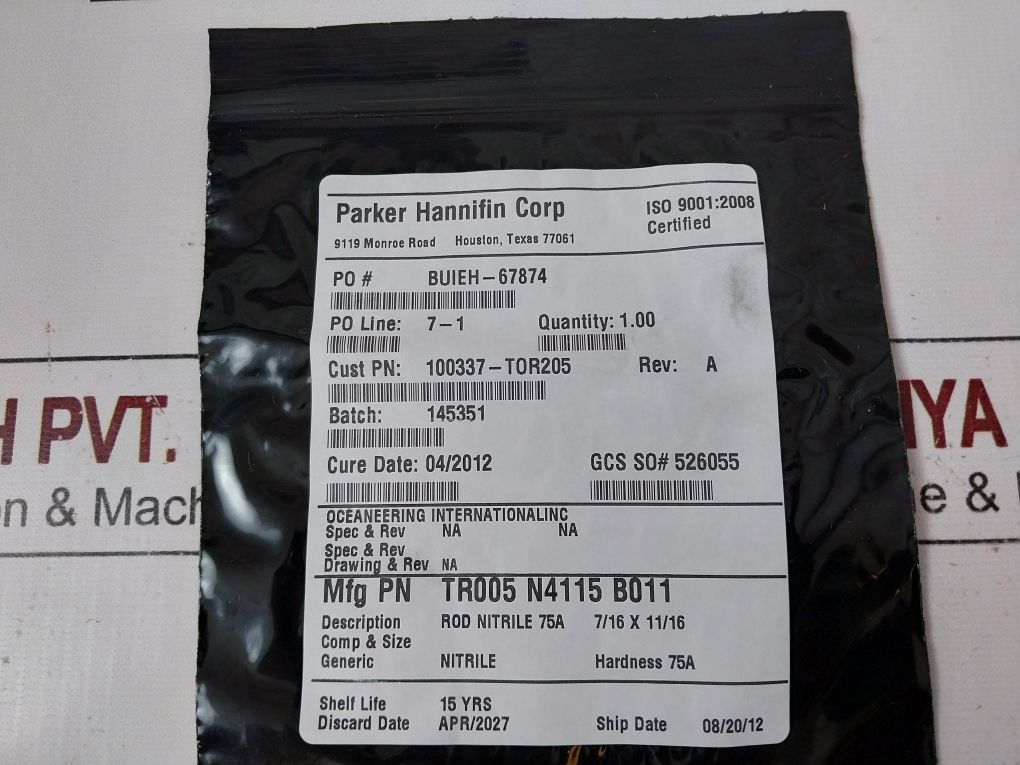 Parker Hannifin Corp
ISO 9001:2008
Certified
9119 Monroe Road Houston, Texas 77061
PO # BUIEH-67874
PO Line: 7-1 Quantity: 1.00
Cust PN: 100337-TOR205 Rev: A
Batch: 145351
Cure Date: 04/2012 GCS SO# 526055
OCEANEERING INTERNATIONALINC
Spec & Rev NA NA
Spec & Rev
Drawing & Rev NA
Mfg PN TR005 N4115 B011
Description ROD NITRILE 75A 7/16 X 11/16
Comp & Size
Generic NITRILE Hardness 75A
Shelf Life 15 YRS
Discard Date APR/2027 Ship Date 08/20/12
H PVT.
IYA
n & Mach
e &